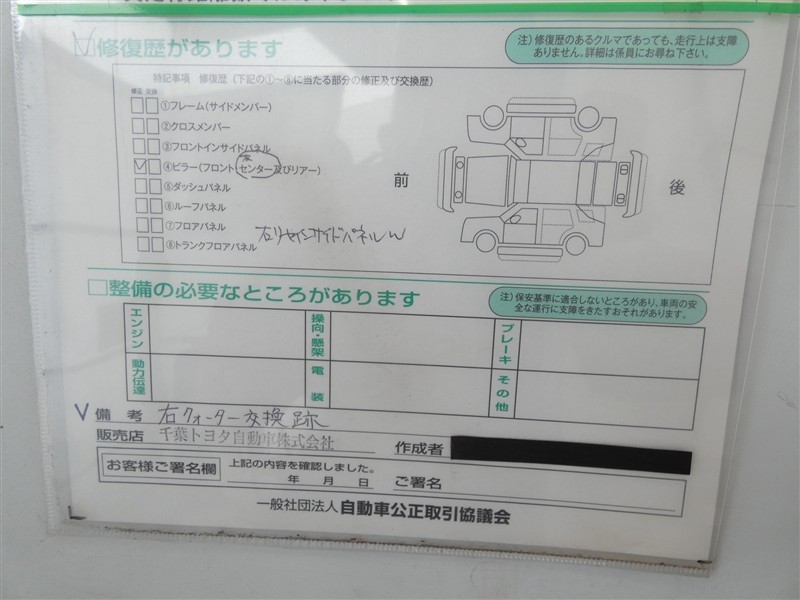 修復歴があります
注)修復歴のあるクルマであっても、走行上は支障
ありません。詳細は係員にお尋ね下さい。
特記事項 修復歴(下記の①〜⑧に当たる部分の修正及び交換歴)
修正 交換
①フレーム(サイドメンバー)
②クロスメンバー
③フロントインサイドパネル
④ピラー(フロント センター及びリアー)
右
⑤ダッシュパネル
⑥ルーフパネル
⑦フロアパネル
⑧トランクフロアパネル
サイドパネルW
前
後
整備の必要なところがあります
注)保安基準に適合しないところがあり、車両の安
全な運行に支障をきたすおそれがあります。
エンジン
操向・懸架
ブレーキ
動力伝達
電装
その他
備考 右クォーター交換跡
販売店 千葉トヨタ自動車株式会社 作成者
お客様ご署名欄
上記の内容を確認しました。
年 月 日 ご署名
一般社団法人 自動車公正取引協議会